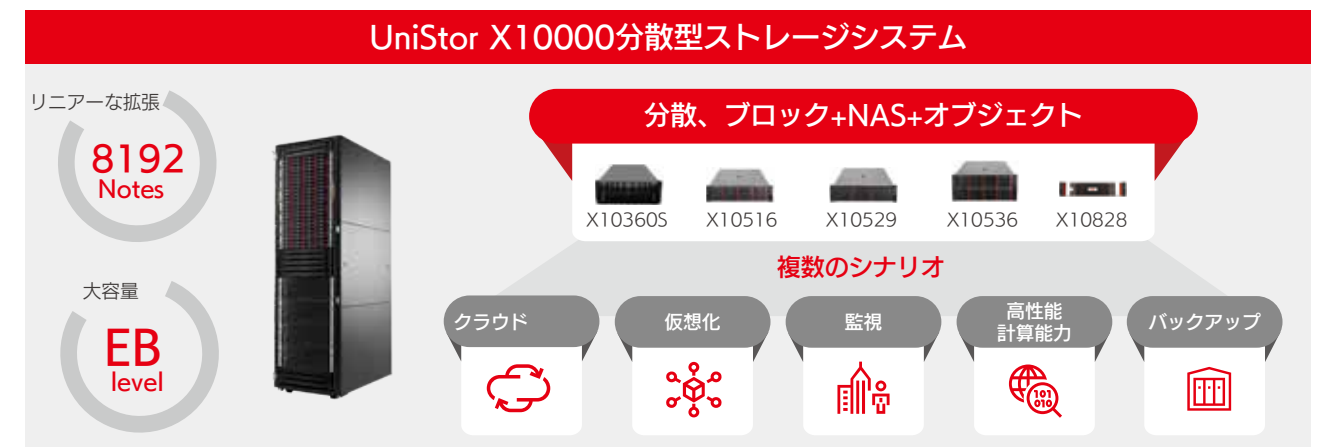 UniStor X10000分散型ストレージシステム
リニアーな拡張
8192
Notes
大容量
EB
level
分散、ブロック+NAS+オブジェクト
X10360S
X10516
X10529
X10536
X10828
複数のシナリオ
クラウド
仮想化
監視
高性能
計算能力
バックアップ
101
010